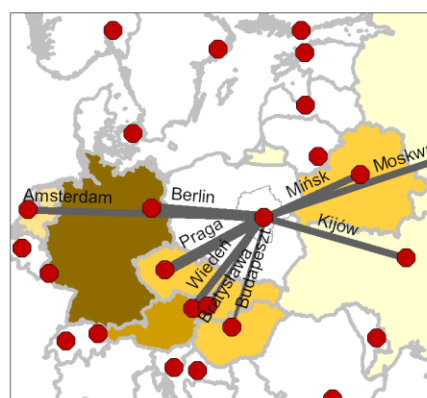 Moskwa
Mińsk
Amsterdam
Berlin
Kijów
Praga
Wiedeń
Bratysława
Budapeszt